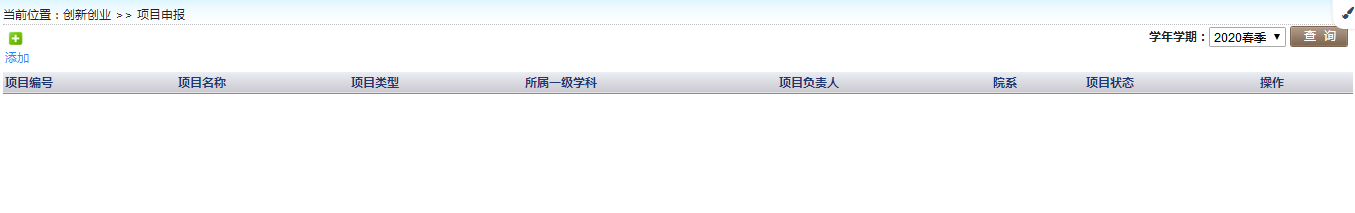 当前位置：创新创业 >> 项目申报
学年学期： 2020春季 查 询
添加
项目编号 项目名称 项目类型 所属一级学科 项目负责人 院系 项目状态 操作